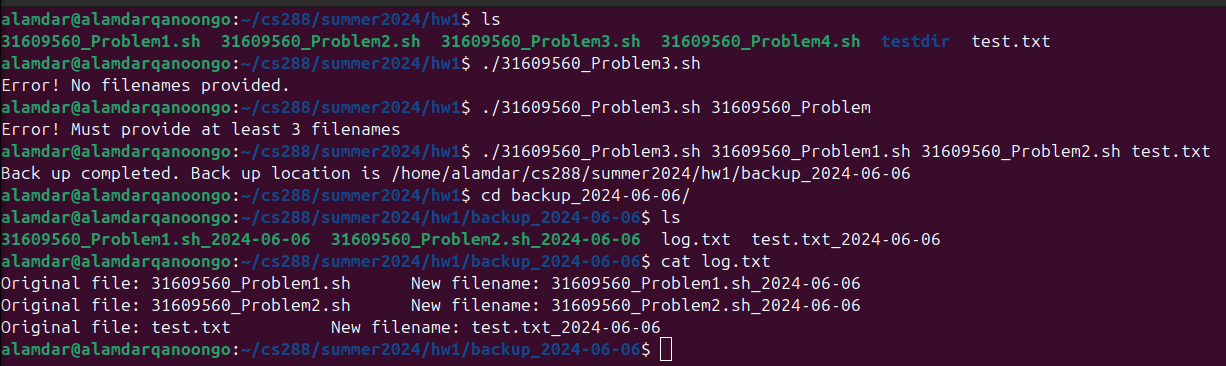 alamdar@alamdarqanoongo:~/cs288/summer2024/hw1$ ls
31609560_Problem1.sh  31609560_Problem2.sh  31609560_Problem3.sh  31609560_Problem4.sh  testdir  test.txt
alamdar@alamdarqanoongo:~/cs288/summer2024/hw1$ ./31609560_Problem3.sh
Error! No filenames provided.
alamdar@alamdarqanoongo:~/cs288/summer2024/hw1$ ./31609560_Problem3.sh 31609560_Problem
Error! Must provide at least 3 filenames
alamdar@alamdarqanoongo:~/cs288/summer2024/hw1$ ./31609560_Problem3.sh 31609560_Problem1.sh 31609560_Problem2.sh test.txt
Back up completed. Back up location is /home/alamdar/cs288/summer2024/hw1/backup_2024-06-06
alamdar@alamdarqanoongo:~/cs288/summer2024/hw1$ cd backup_2024-06-06/
alamdar@alamdarqanoongo:~/cs288/summer2024/hw1/backup_2024-06-06$ ls
31609560_Problem1.sh_2024-06-06  31609560_Problem2.sh_2024-06-06  log.txt  test.txt_2024-06-06
alamdar@alamdarqanoongo:~/cs288/summer2024/hw1/backup_2024-06-06$ cat log.txt
Original file: 31609560_Problem1.sh      New filename: 31609560_Problem1.sh_2024-06-06
Original file: 31609560_Problem2.sh      New filename: 31609560_Problem2.sh_2024-06-06
Original file: test.txt          New filename: test.txt_2024-06-06
alamdar@alamdarqanoongo:~/cs288/summer2024/hw1/backup_2024-06-06$